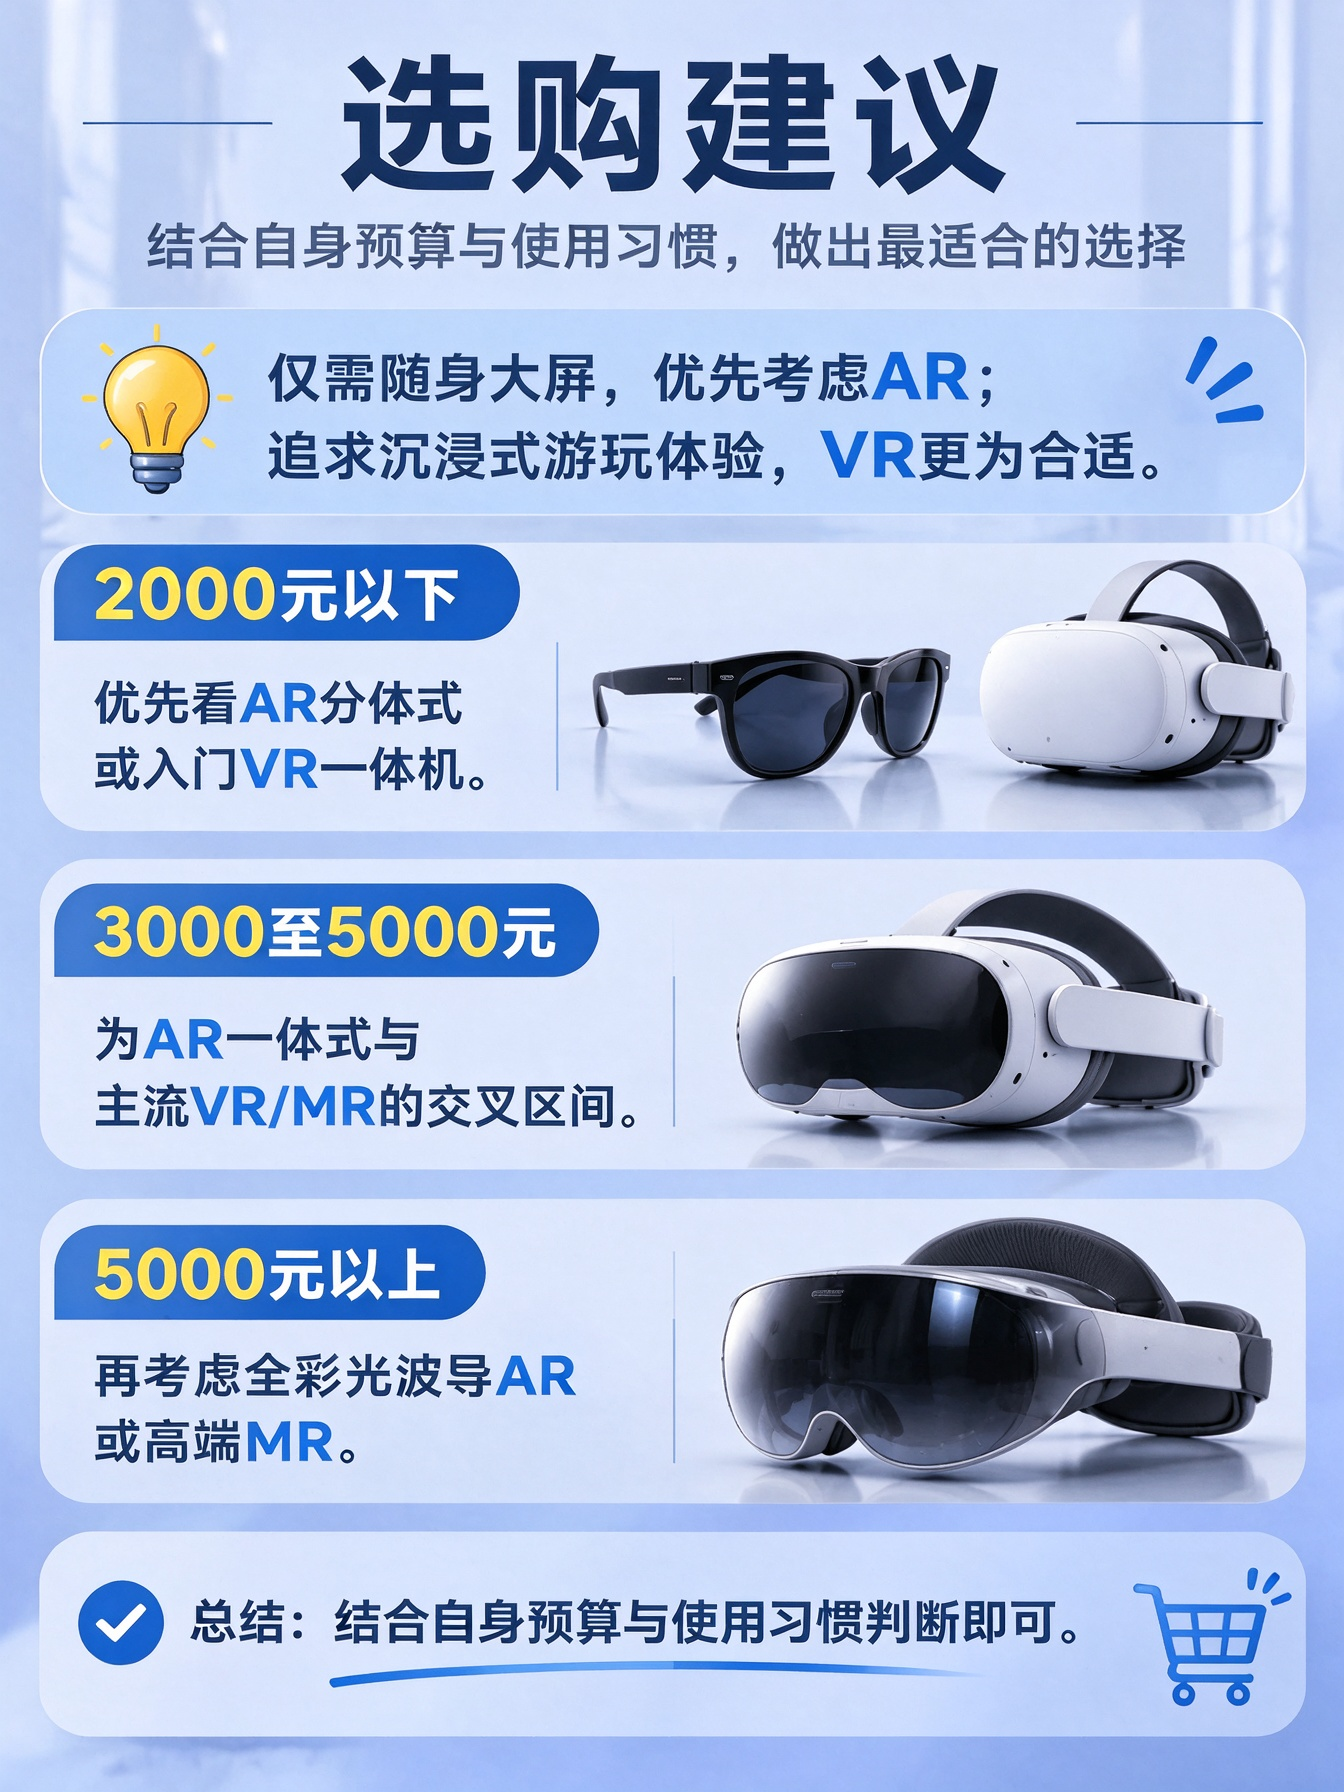 选购建议
结合自身预算与使用习惯，做出最适合的选择
仅需随身大屏，优先考虑AR；
追求沉浸式游玩体验，VR更为合适。
2000元以下
优先看AR分体式
或入门VR一体机。
3000至5000元
为AR一体式与
主流VR/MR的交叉区间。
5000元以上
再考虑全彩光波导AR
或高端MR。
总结：结合自身预算与使用习惯判断即可。